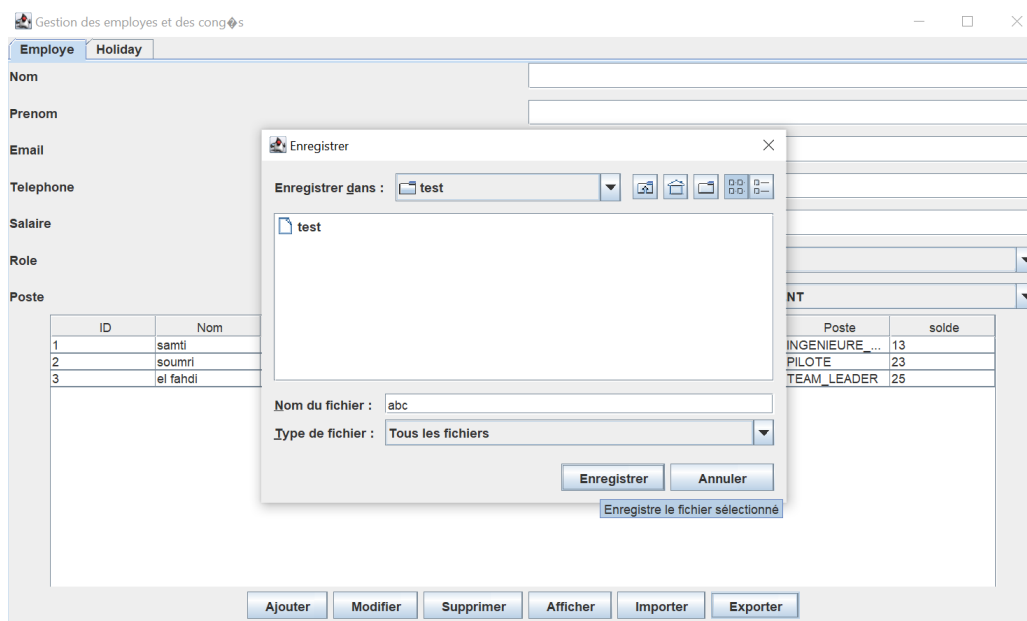 Gestion des employes et des cong�s
Employe Holiday
Nom
Prenom
Email
Telephone
Salaire
Role
Poste
NT
Enregistrer
Enregistrer dans : test
test
Nom du fichier : abc
Type de fichier : Tous les fichiers
Enregistrer Annuler
Enregistre le fichier sélectionné
ID Nom Poste solde
1 samti INGENIEURE_... 13
2 soumri PILOTE 23
3 el fahdi TEAM_LEADER 25
Ajouter Modifier Supprimer Afficher Importer Exporter